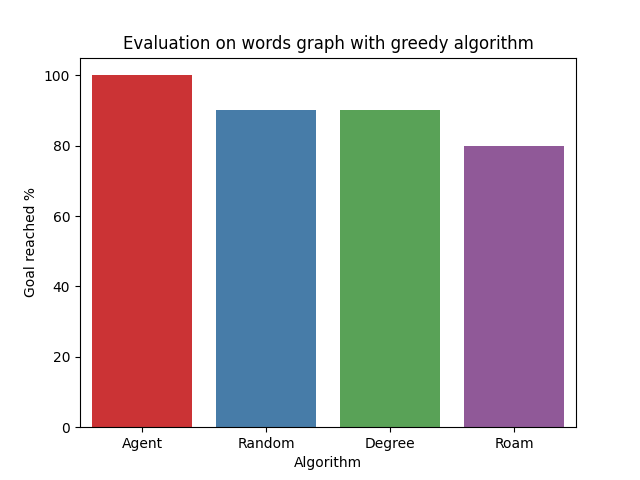 Evaluation on words graph with greedy algorithm
100
80
60
40
20
0
Goal reached %
Agent Random Degree Roam
Algorithm